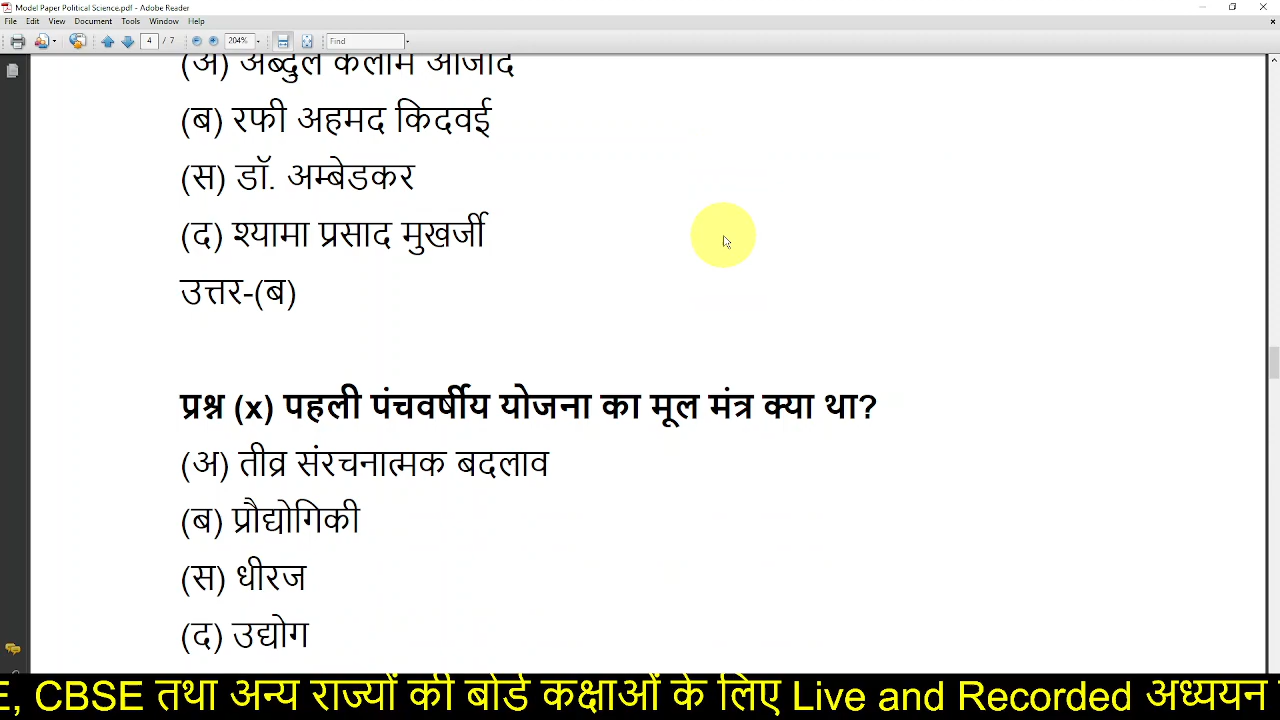 Model Paper Political Science.pdf - Adobe Reader
File Edit View Document Tools Window Help
4 / 7 204% Find
(अ) अब्दुल कलाम आजाद
(ब) रफी अहमद किदवई
(स) डॉ. अम्बेडकर
(द) श्यामा प्रसाद मुखर्जी
उत्तर-(ब)
प्रश्न (x) पहली पंचवर्षीय योजना का मूल मंत्र क्या था?
(अ) तीव्र संरचनात्मक बदलाव
(ब) प्रौद्योगिकी
(स) धीरज
(द) उद्योग
E, CBSE तथा अन्य राज्यों की बोर्ड कक्षाओं के लिए Live and Recorded अध्ययन